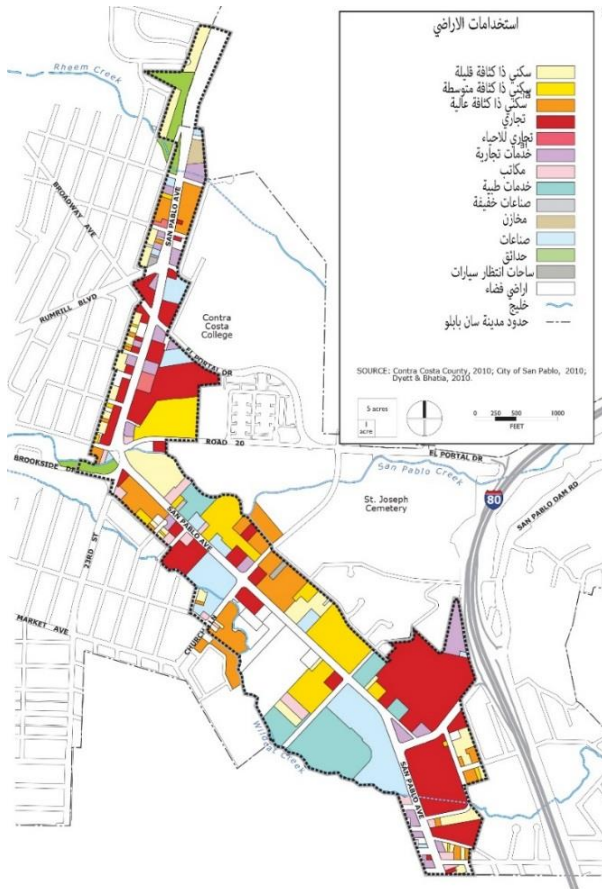 استخدامات الاراضي
سكني ذا كثافة قليلة
سكني ذا كثافة متوسطة
سكني ذا كثافة عالية
تجاري
تجاري للاحياء
خدمات تجارية
مكاتب
خدمات طبية
صناعات خفيفة
مخازن
صناعات
حدائق
ساحات انتظار سيارات
اراضي فضاء
خليج
حدود مدينة سان بابلو
SOURCE: Contra Costa County, 2010; City of San Pablo, 2010;
Dyett & Bhatia, 2010.
5 acres
1
acre
0 250 500 1000
FEET
Rheem Creek
BROADWAY AVE
SAN PABLO AVE
RUMRILL BLVD
Contra
Costa
College
EL PORTAL DR
ROAD 20
EL PORTAL DR
BROOKSIDE DR
San Pablo Creek
80
SAN PABLO DAM RD
St. Joseph
Cemetery
SAN PABLO AVE
23RD ST
MARKET AVE
CHURCH
Wildcat Creek
SAN PABLO AVE